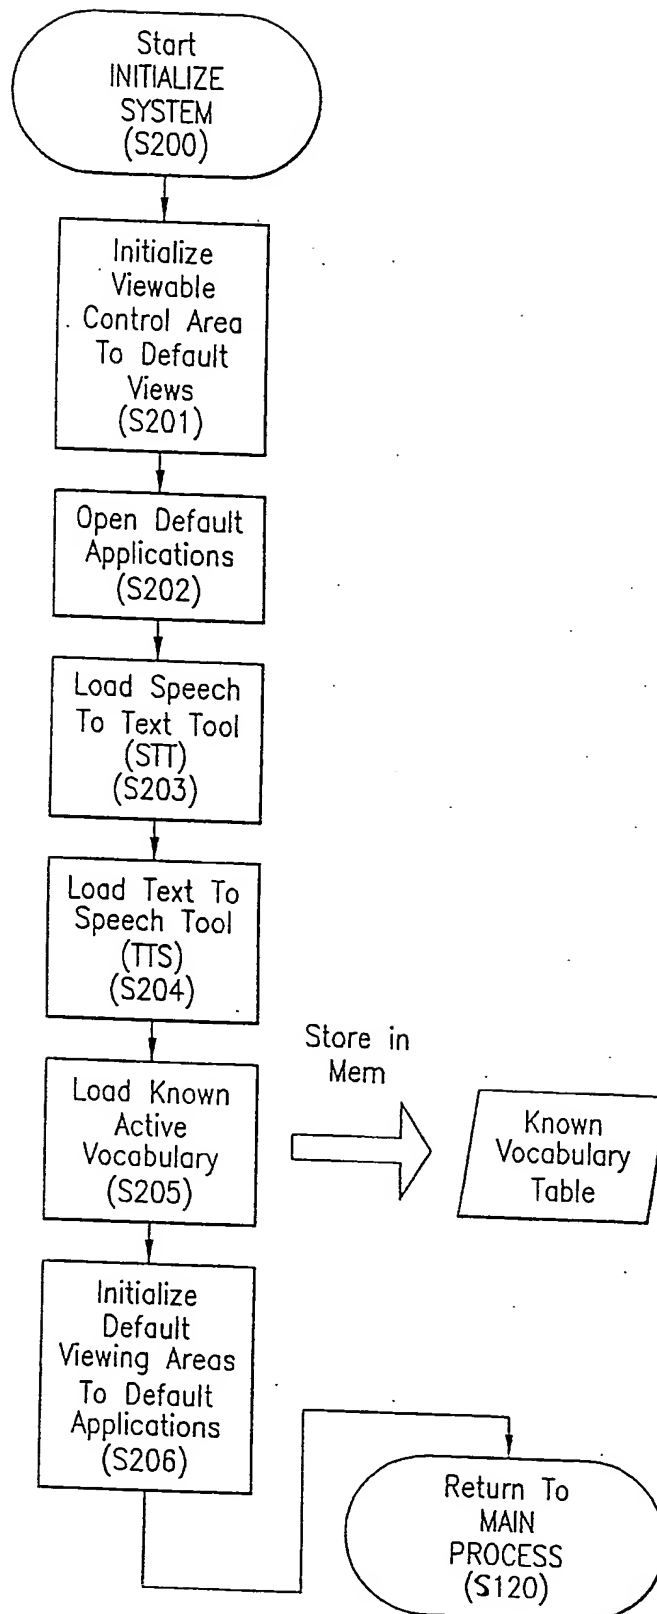 Start
INITIALIZE
SYSTEM
(S200)
Initialize
Viewable
Control Area
To Default
Views
(S201)
Open Default
Applications
(S202)
Load Speech
To Text Tool
(STT)
(S203)
Load Text To
Speech Tool
(TTS)
(S204)
Load Known
Active
Vocabulary
(S205)
Store in
Mem
Known
Vocabulary
Table
Initialize
Default
Viewing Areas
To Default
Applications
(S206)
Return To
MAIN
PROCESS
(S120)